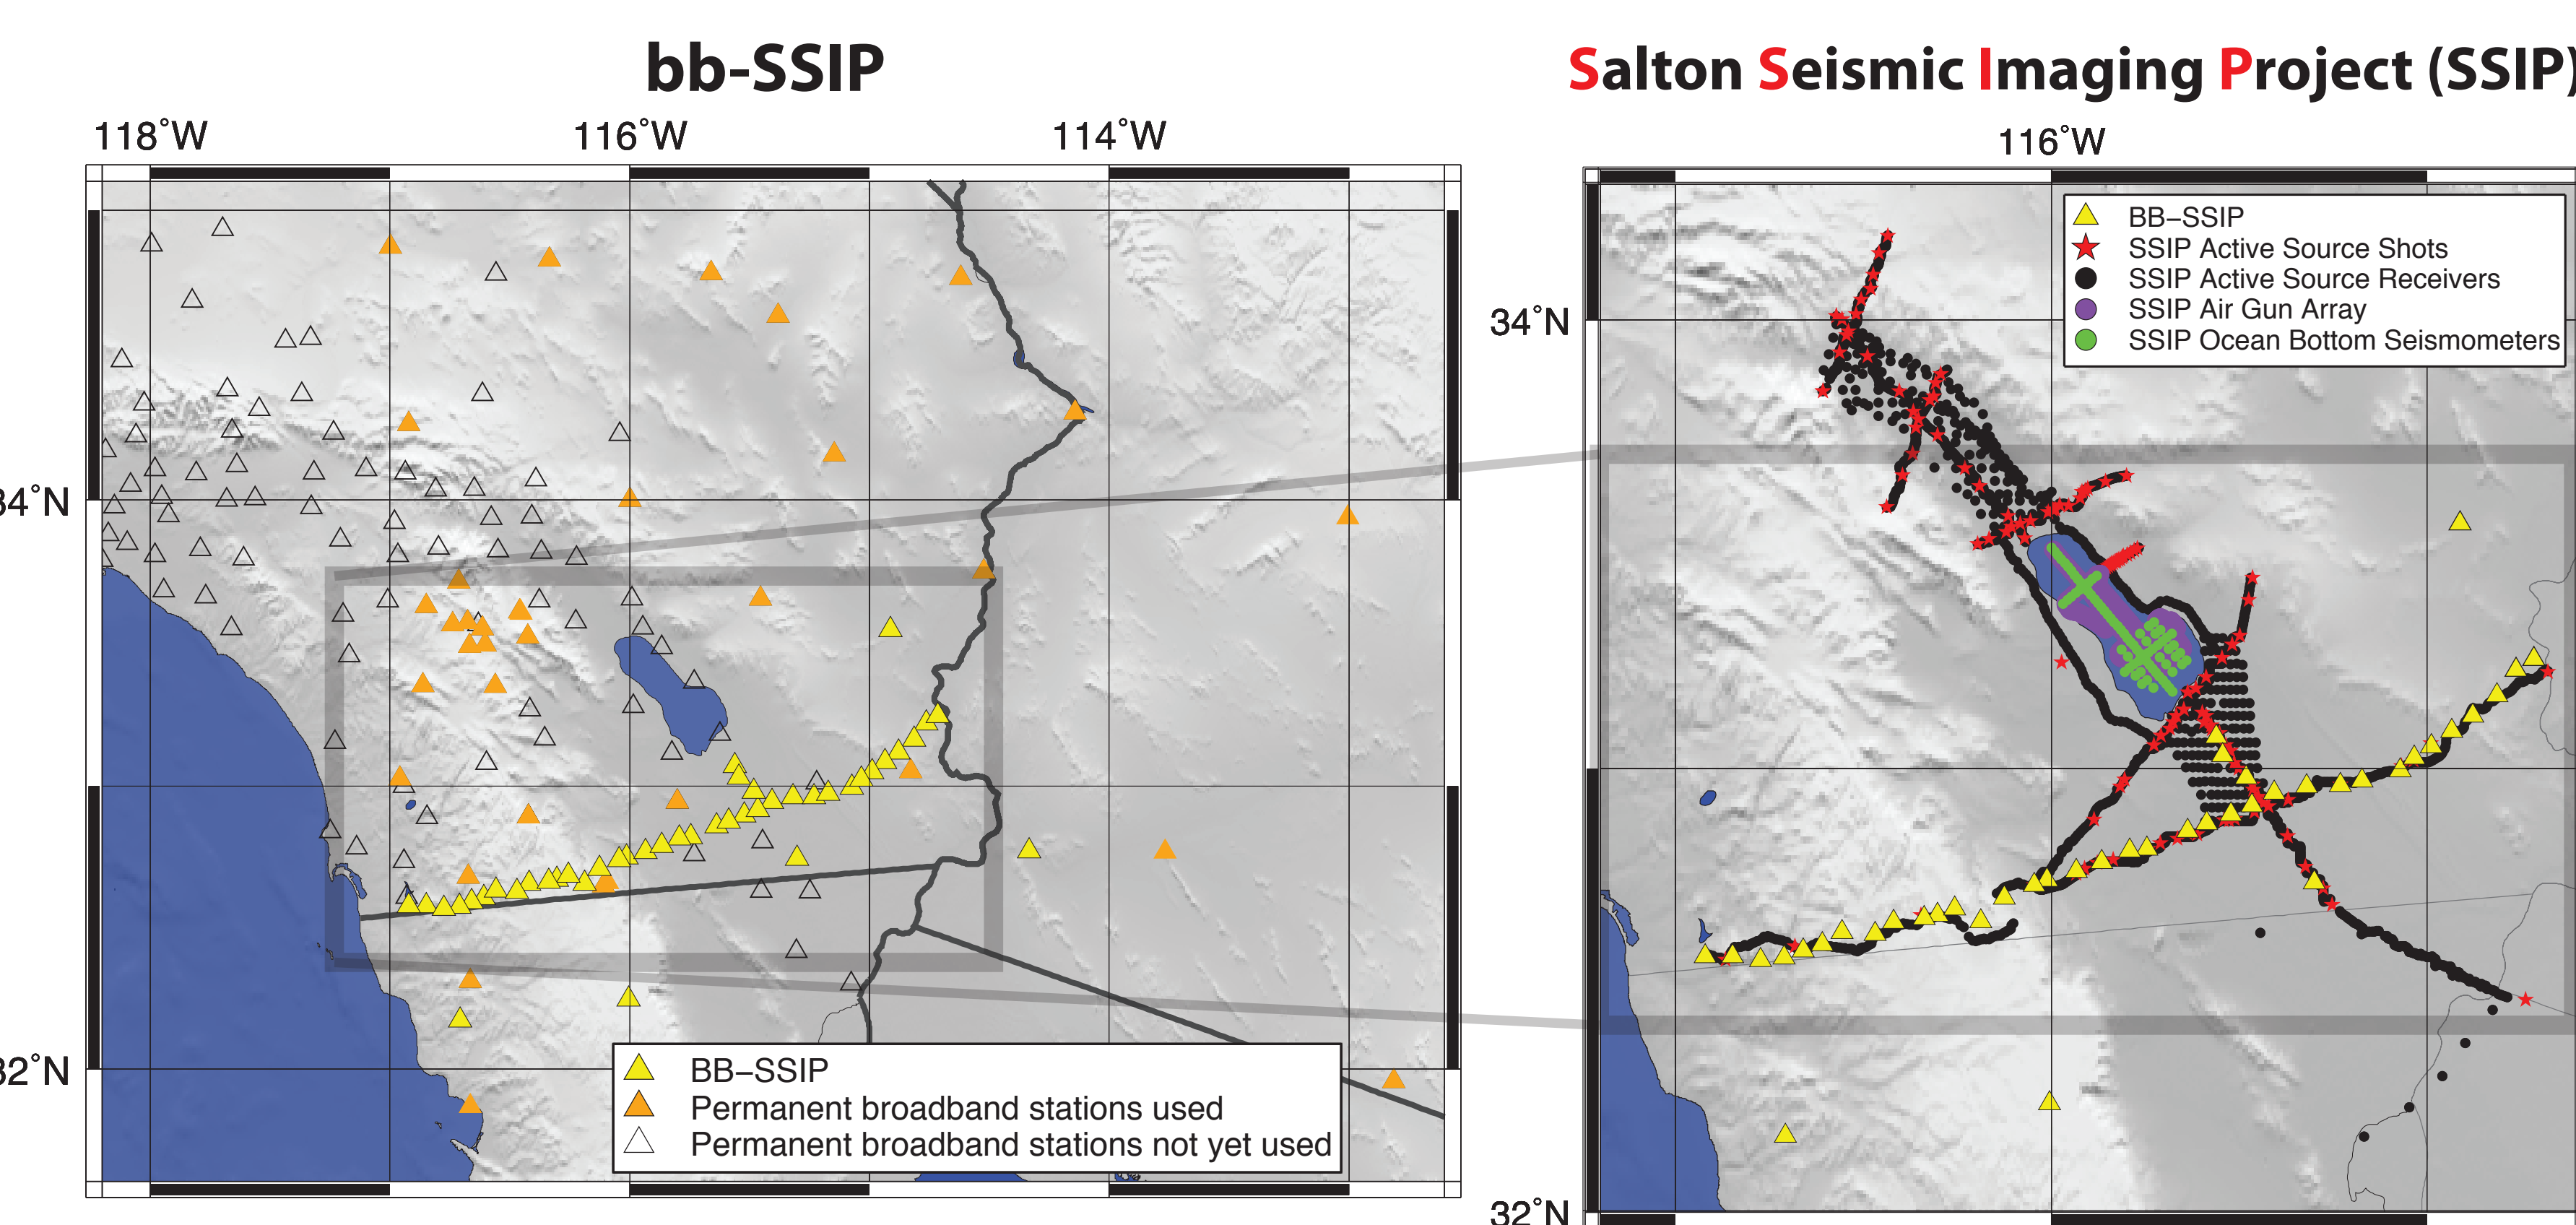 bb-SSIP
118°W 116°W 114°W
34°N
32°N
BB-SSIP
Permanent broadband stations used
Permanent broadband stations not yet used
Salton Seismic Imaging Project (SSIP)
116°W
34°N
32°N
BB-SSIP
SSIP Active Source Shots
SSIP Active Source Receivers
SSIP Air Gun Array
SSIP Ocean Bottom Seismometers